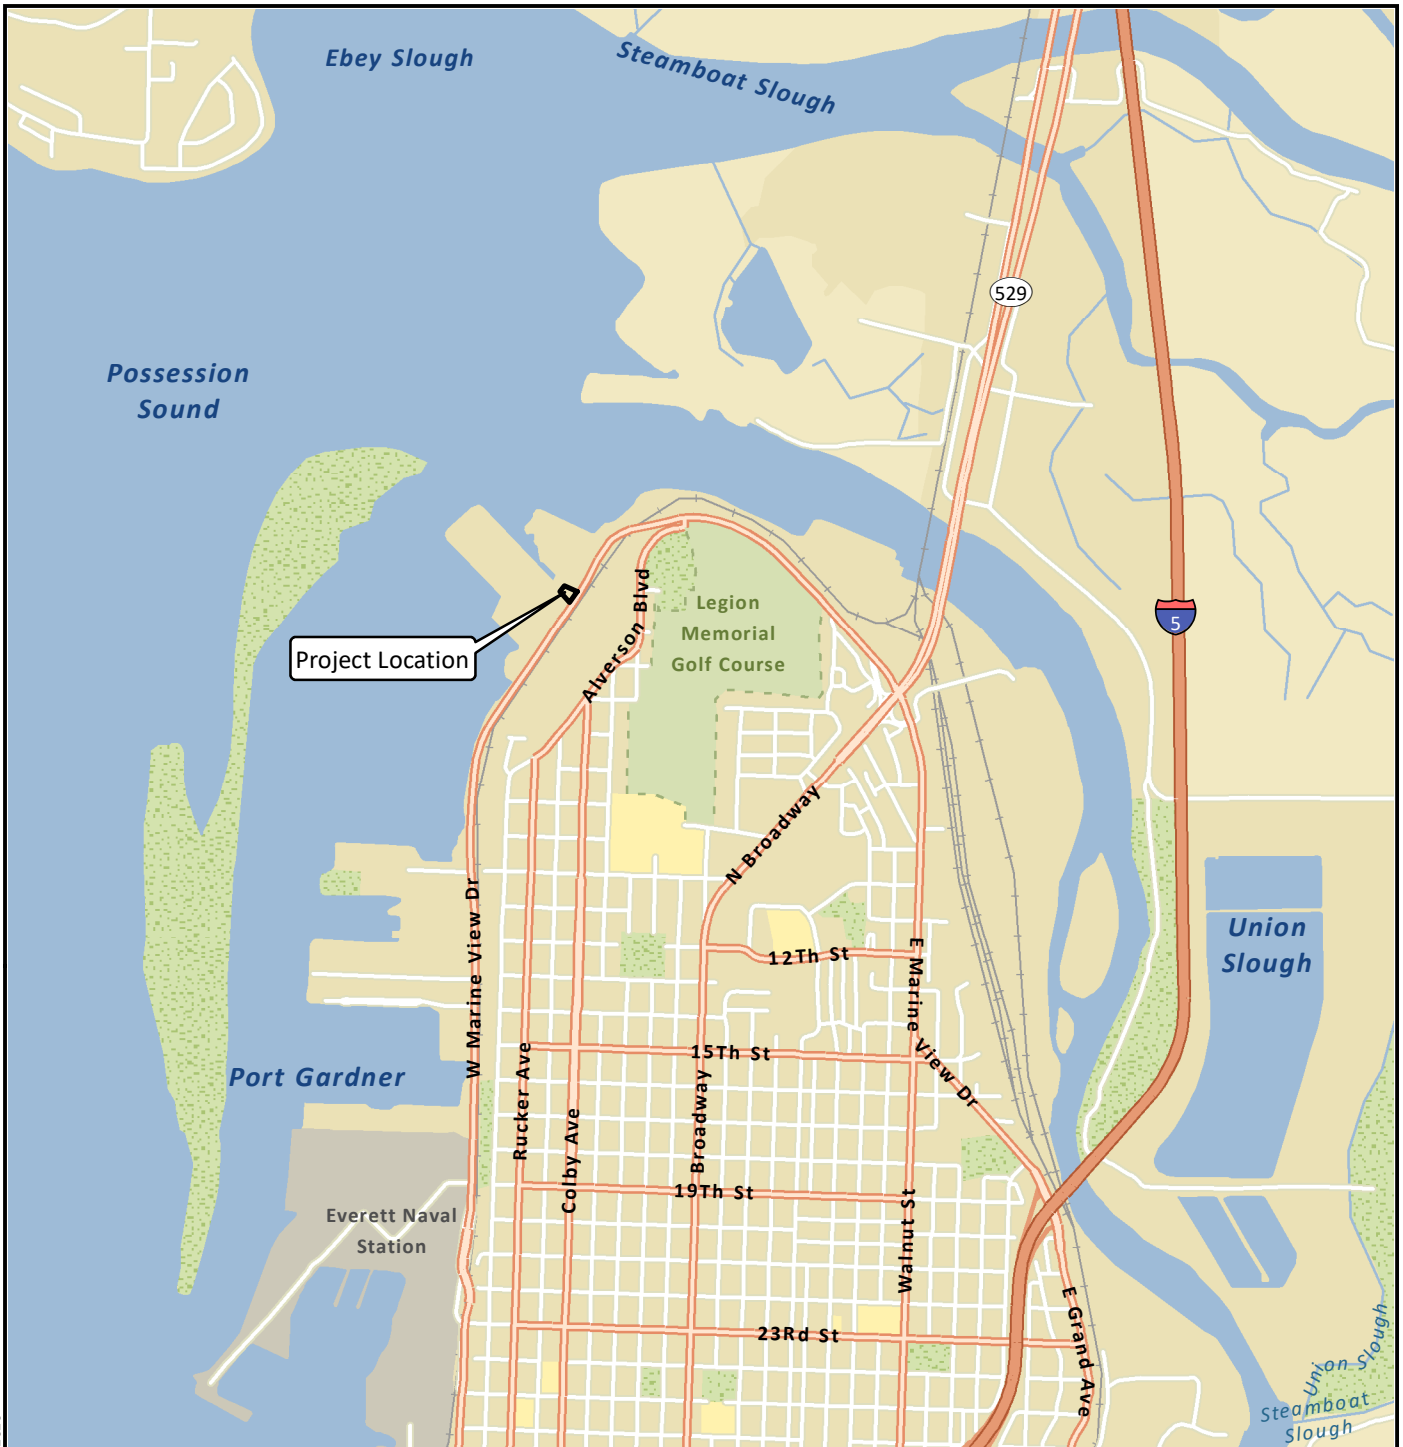 Ebey Slough
Steamboat Slough
529
Possession
Sound
Alverson Blvd
Legion
Memorial
Golf Course
5
Project Location
N Broadway
W Marine View Dr
12Th St
E Marine View Dr
Union
Slough
15Th St
Port Gardner
Rucker Ave
Colby Ave
Broadway
19Th St
Walnut St
Everett Naval
Station
23Rd St
E Grand Ave
Union Slough
Steamboat
Slough